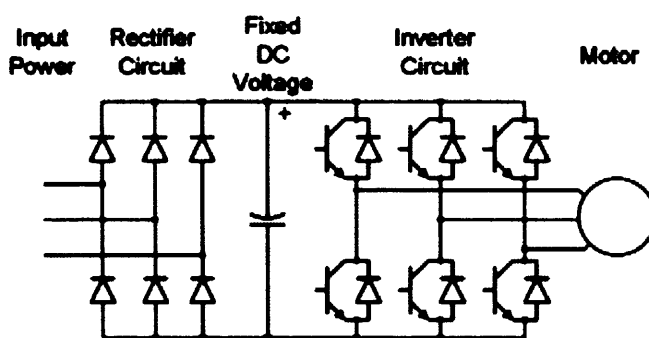 Input
Power
Rectifier
Circuit
Fixed
DC
Voltage
+
Inverter
Circuit
Motor